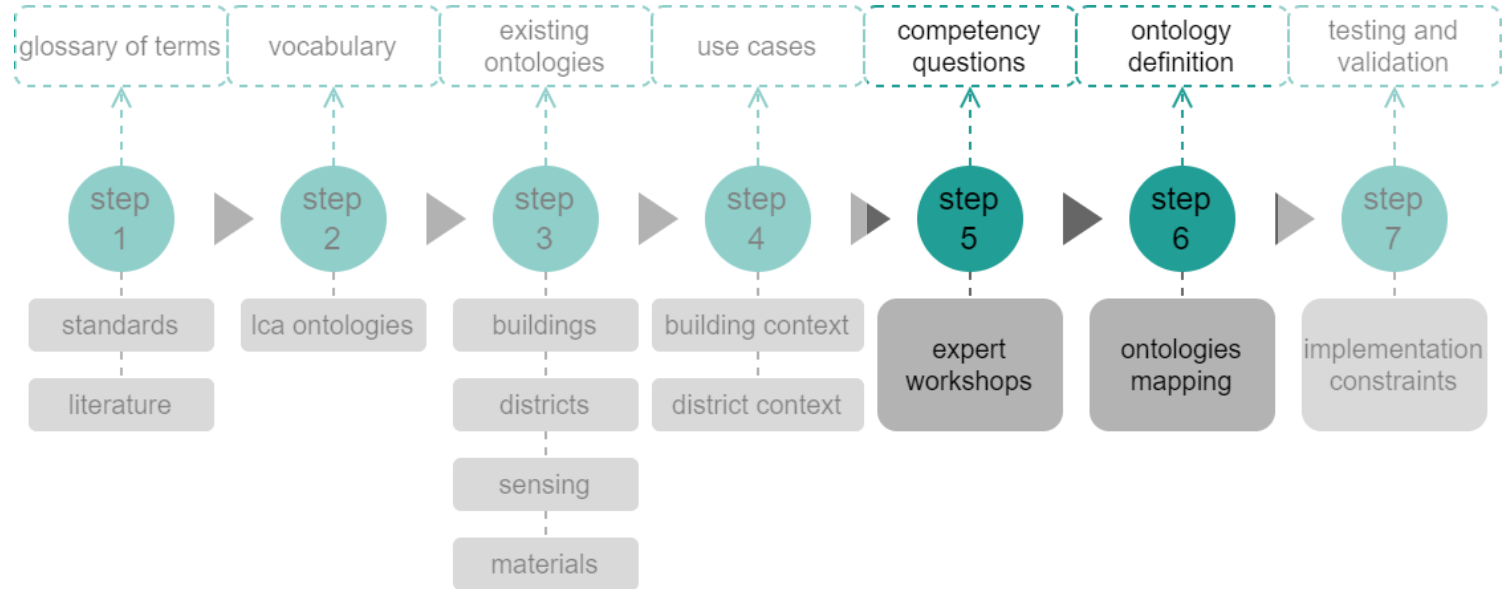 glossary of terms
vocabulary
existing
ontologies
use cases
competency
questions
ontology
definition
testing and
validation
step
1
step
2
step
3
step
4
step
5
step
6
step
7
standards
literature
lca ontologies
buildings
districts
sensing
materials
building context
district context
expert
workshops
ontologies
mapping
implementation
constraints